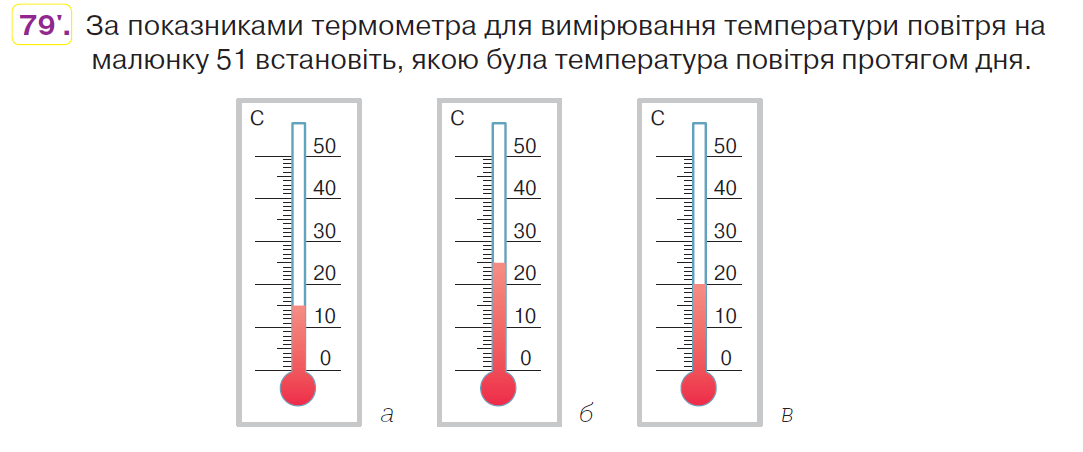 79'. За показниками термометра для вимірювання температури повітря на
малюнку 51 встановіть, якою була температура повітря протягом дня.
C
50
40
30
20
10
0
а
C
50
40
30
20
10
0
б
C
50
40
30
20
10
0
в